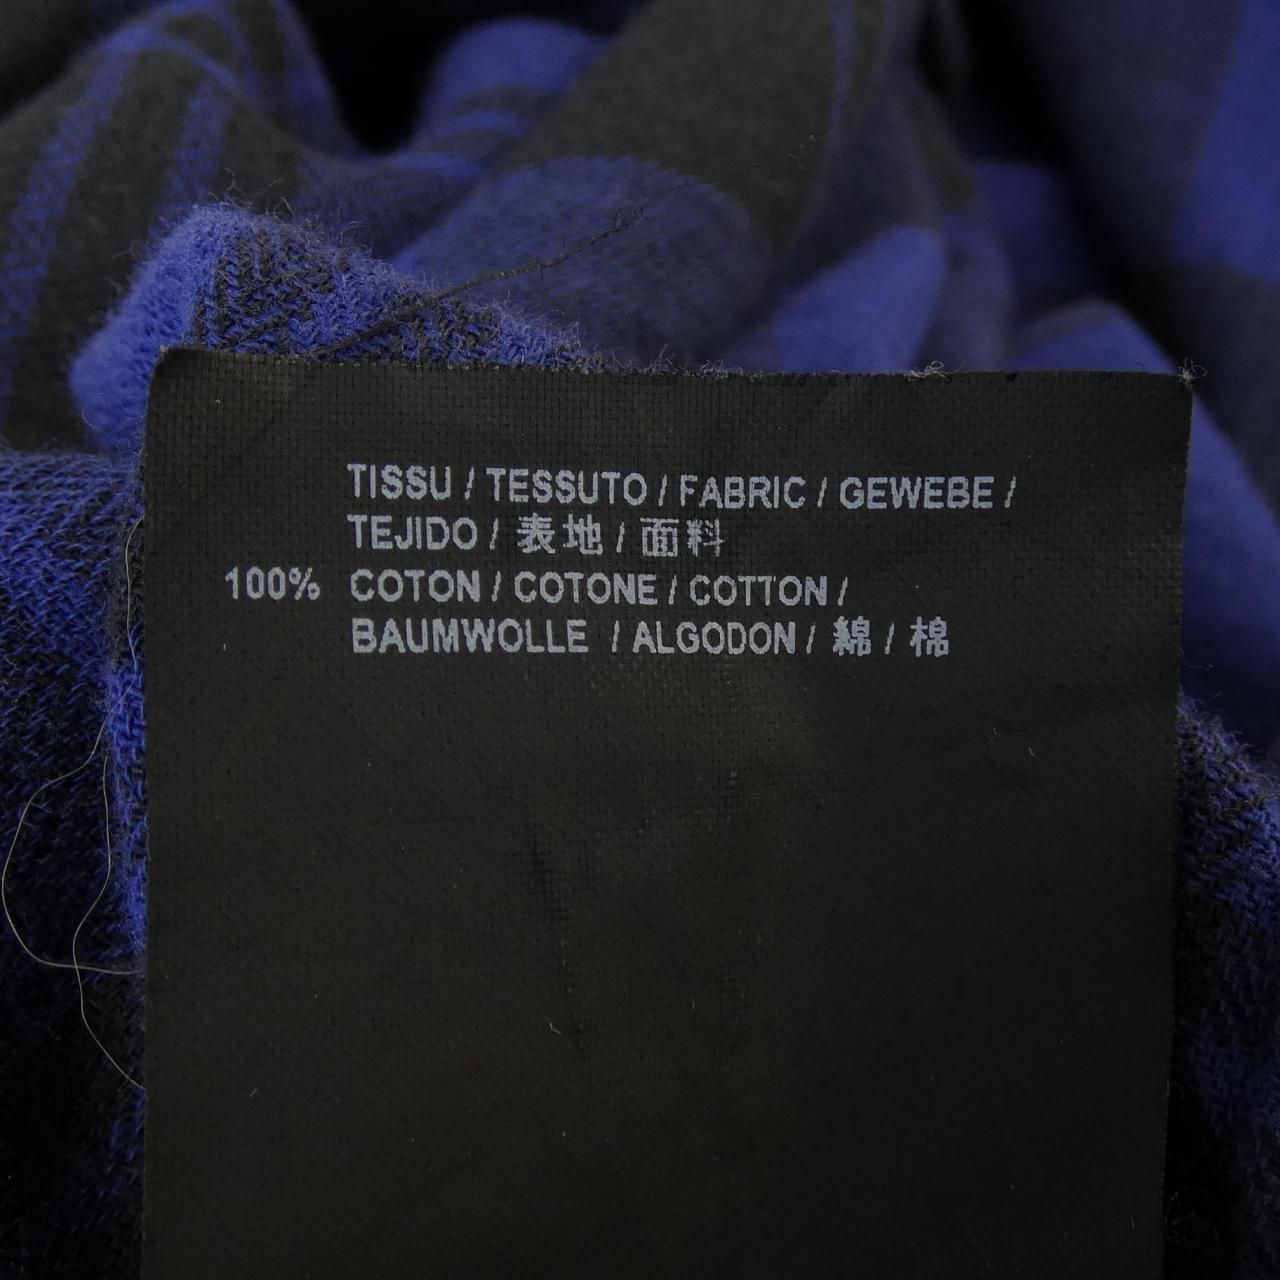 TISSU / TESSUTO / FABRIC / GEWEBE /
TEJIDO / 表地 / 面料
100% COTON / COTONE / COTTON /
BAUMWOLLE / ALGODON / 綿 / 棉